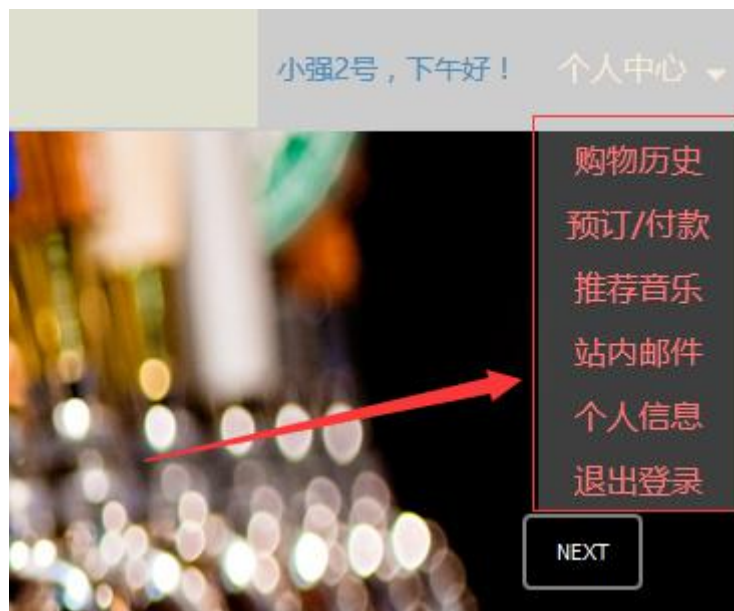 小强2号，下午好！ 个人中心
购物历史
预订/付款
推荐音乐
站内邮件
个人信息
退出登录
NEXT